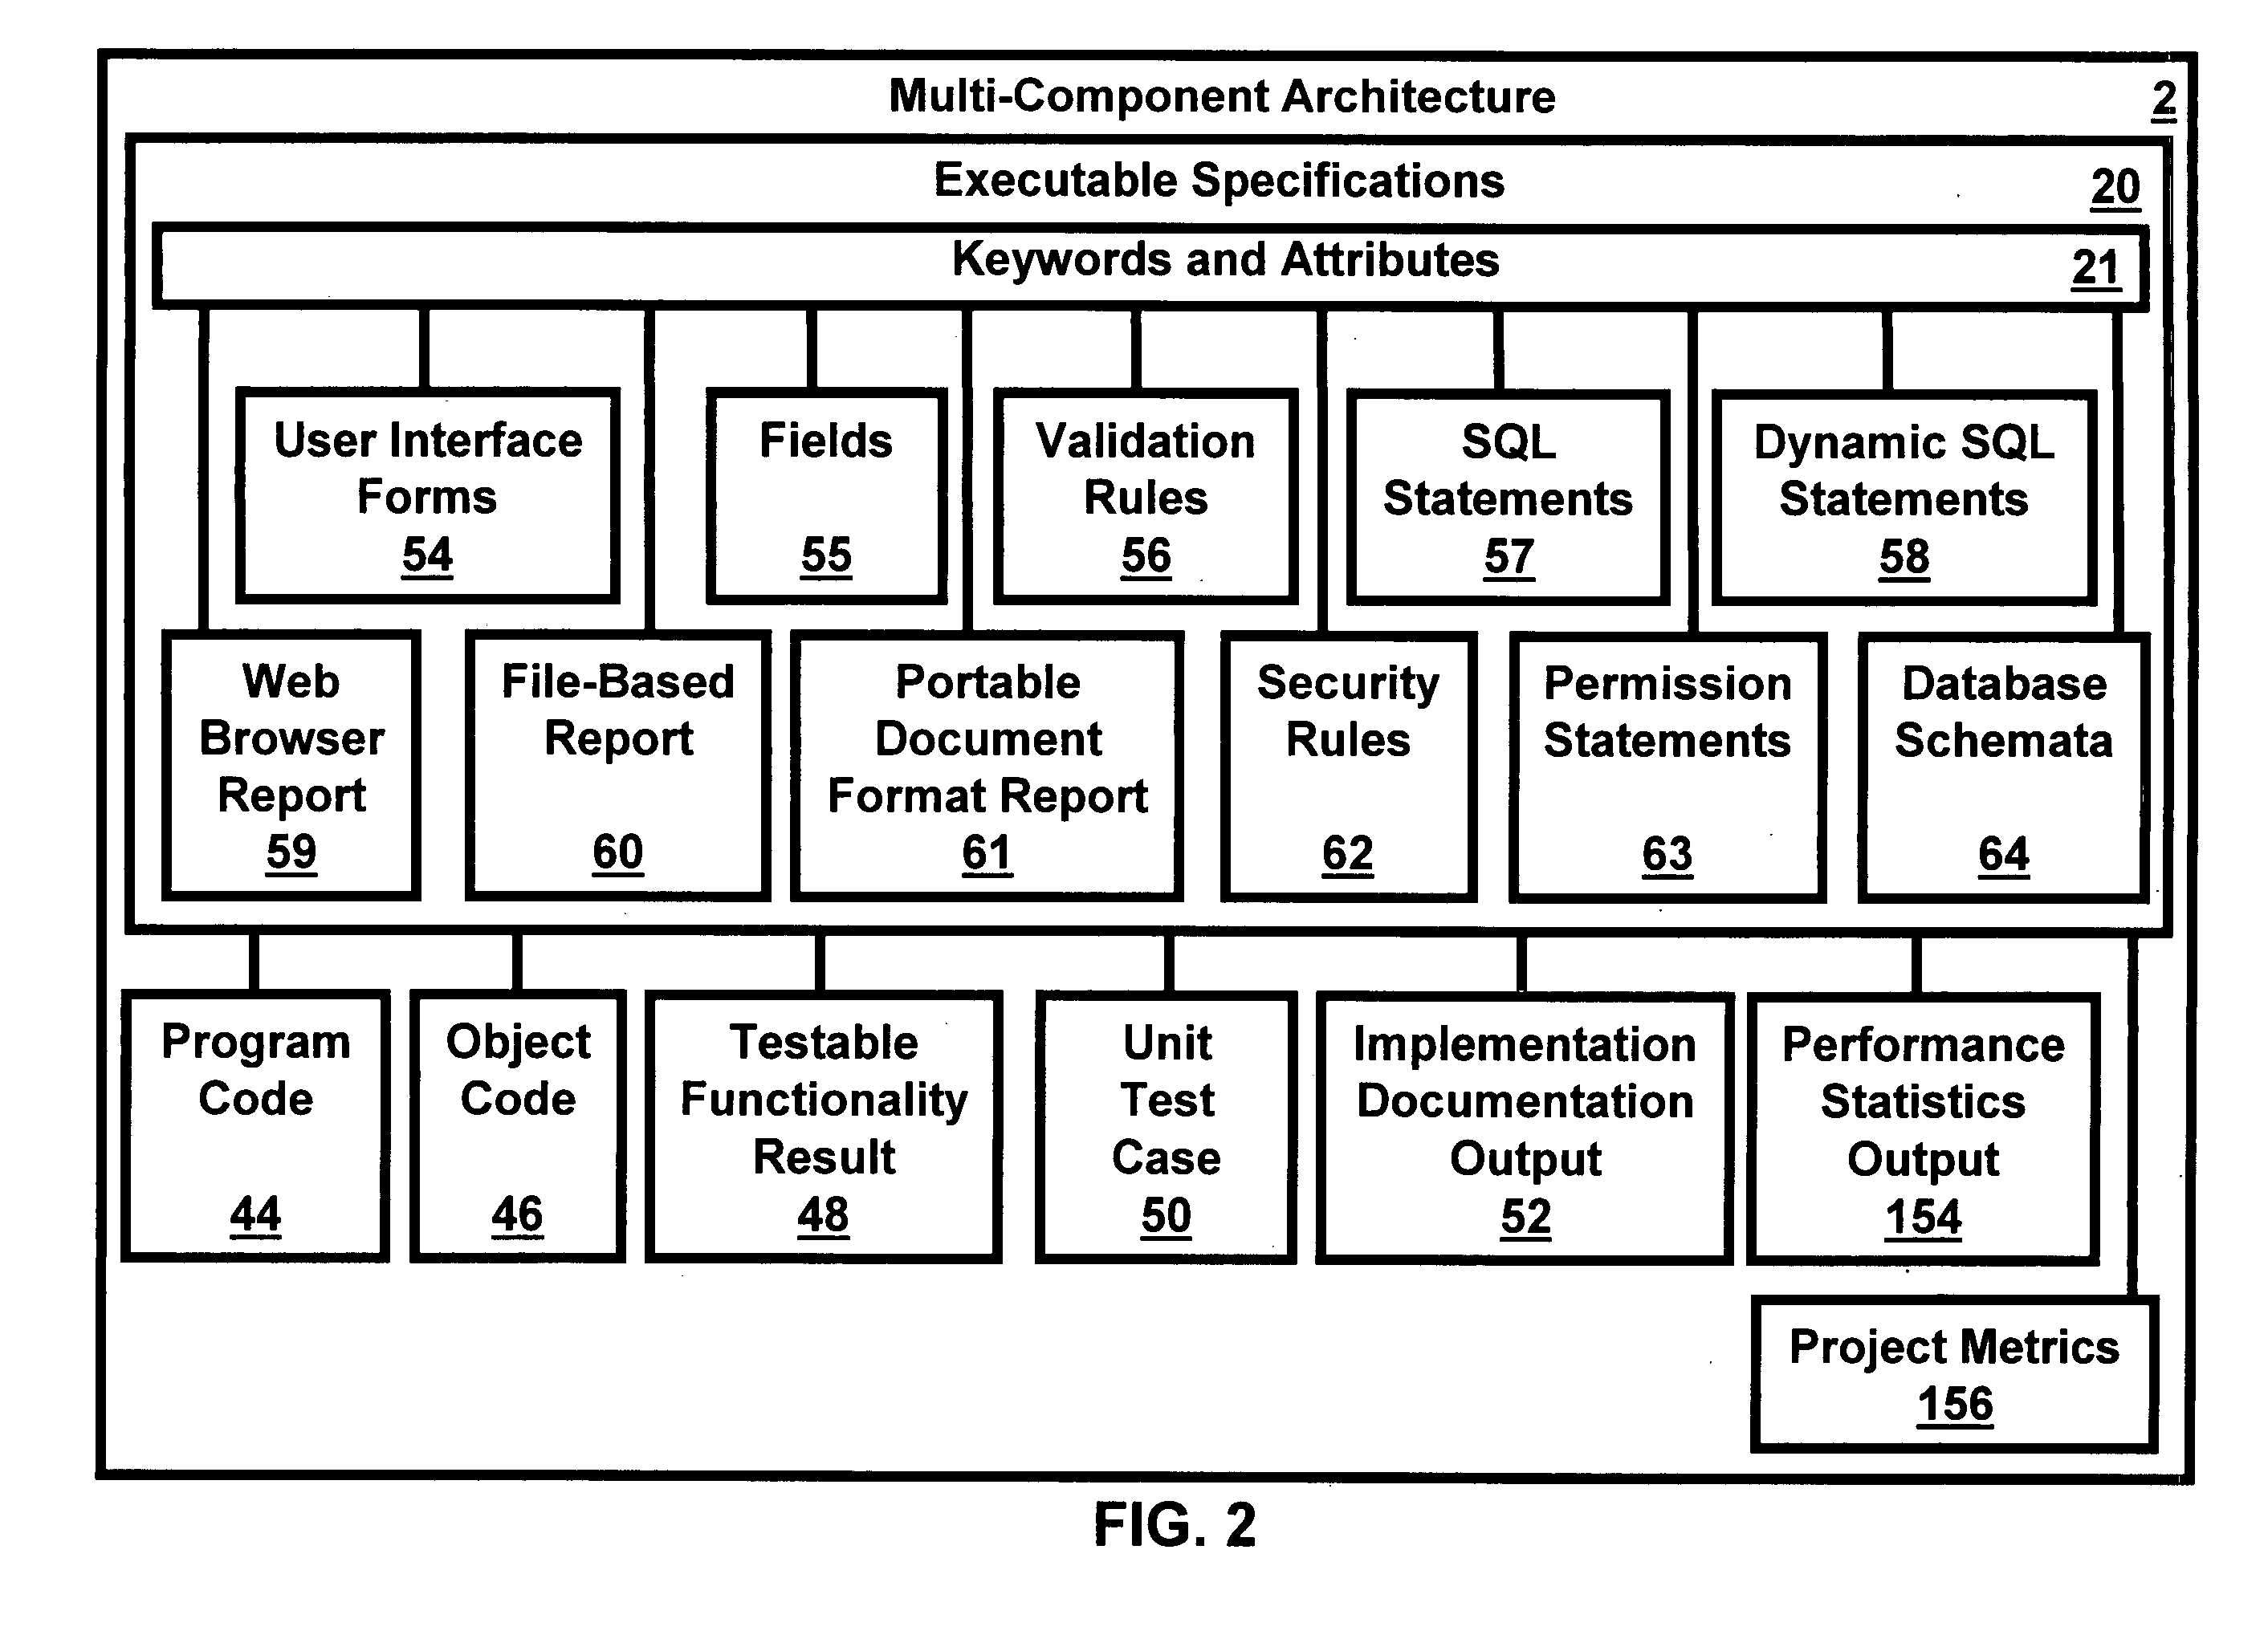 Multi-Component Architecture 2
Executable Specifications 20
Keywords and Attributes 21
User Interface
Forms
54
Fields
55
Validation
Rules
56
SQL
Statements
57
Dynamic SQL
Statements
58
Web
Browser
Report
59
File-Based
Report
60
Portable
Document
Format Report
61
Security
Rules
62
Permission
Statements
63
Database
Schemata
64
Program
Code
44
Object
Code
46
Testable
Functionality
Result
48
Unit
Test
Case
50
Implementation
Documentation
Output
52
Performance
Statistics
Output
154
Project Metrics
156
FIG. 2